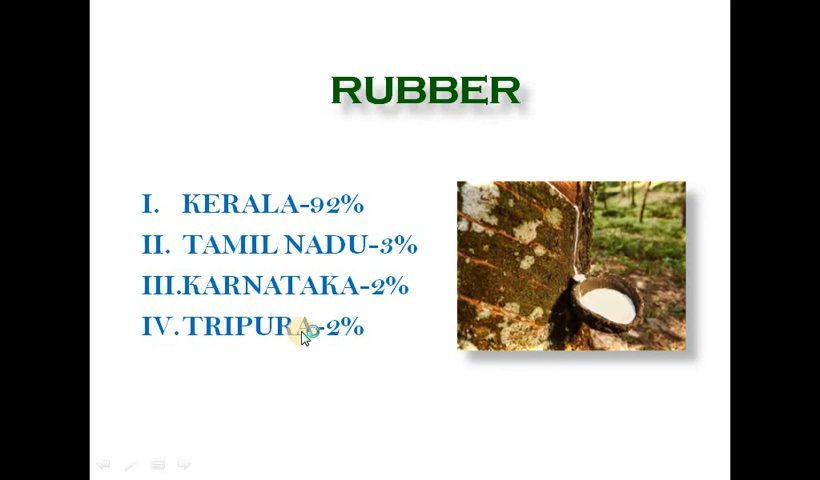 RUBBER
I. KERALA-92%
II. TAMIL NADU-3%
III.KARNATAKA-2%
IV.TRIPURA-2%